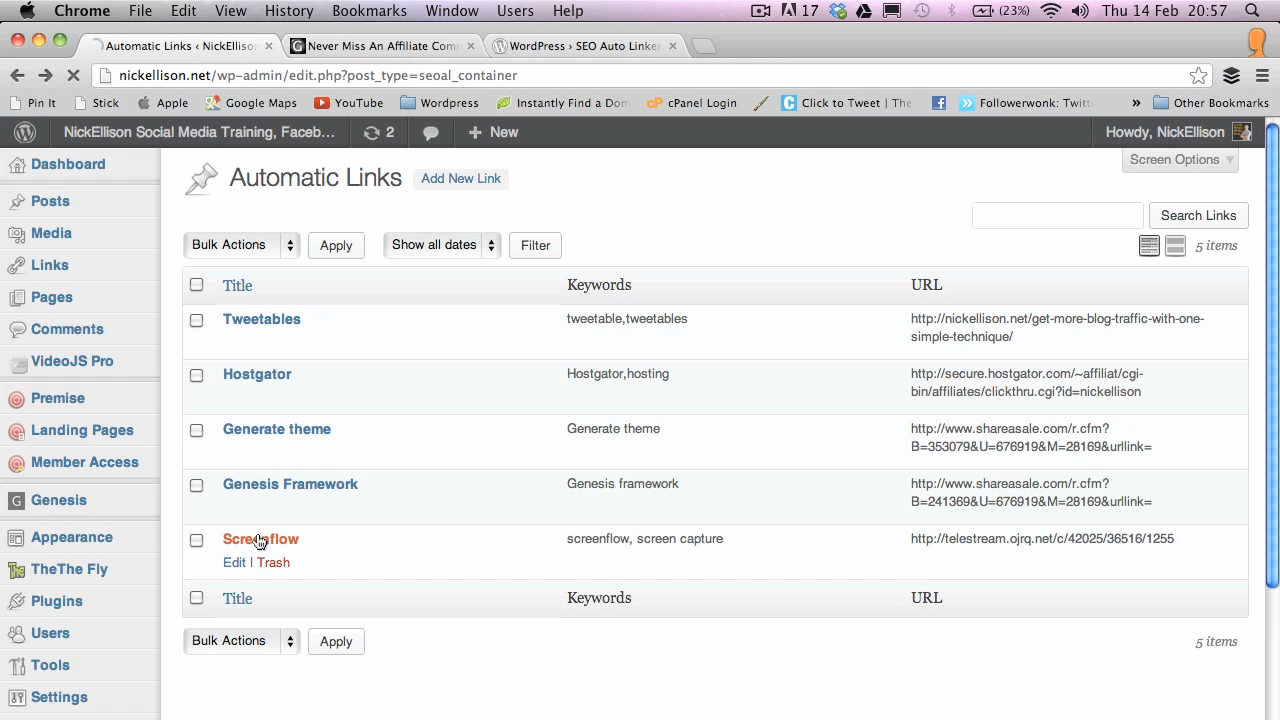 Chrome File Edit View History Bookmarks Window Users Help 17 (23%) Thu 14 Feb 20:57
Automatic Links ‹ NickEllison Never Miss An Affiliate Com WordPress › SEO Auto Linker
nickellison.net/wp-admin/edit.php?post_type=seoal_container
Pin It Stick Apple Google Maps YouTube Wordpress Instantly Find a Dom cPanel Login Click to Tweet | The Followerwonk: Twitt » Other Bookmarks
NickEllison Social Media Training, Faceb… 2 + New Howdy, NickEllison
Dashboard
Posts
Media
Links
Pages
Comments
VideoJS Pro
Premise
Landing Pages
Member Access
Genesis
Appearance
TheThe Fly
Plugins
Users
Tools
Settings
Screen Options
Automatic Links Add New Link
Search Links
Bulk Actions Apply Show all dates Filter 5 items
Title Keywords URL
Tweetables tweetable,tweetables http://nickellison.net/get-more-blog-traffic-with-one-
simple-technique/
Hostgator Hostgator,hosting http://secure.hostgator.com/~affiliat/cgi-
bin/affiliates/clickthru.cgi?id=nickellison
Generate theme Generate theme http://www.shareasale.com/r.cfm?
B=353079&U=676919&M=28169&urllink=
Genesis Framework Genesis framework http://www.shareasale.com/r.cfm?
B=241369&U=676919&M=28169&urllink=
Screenflow screenflow, screen capture http://telestream.ojrq.net/c/42025/36516/1255
Edit | Trash
Title Keywords URL
Bulk Actions Apply 5 items